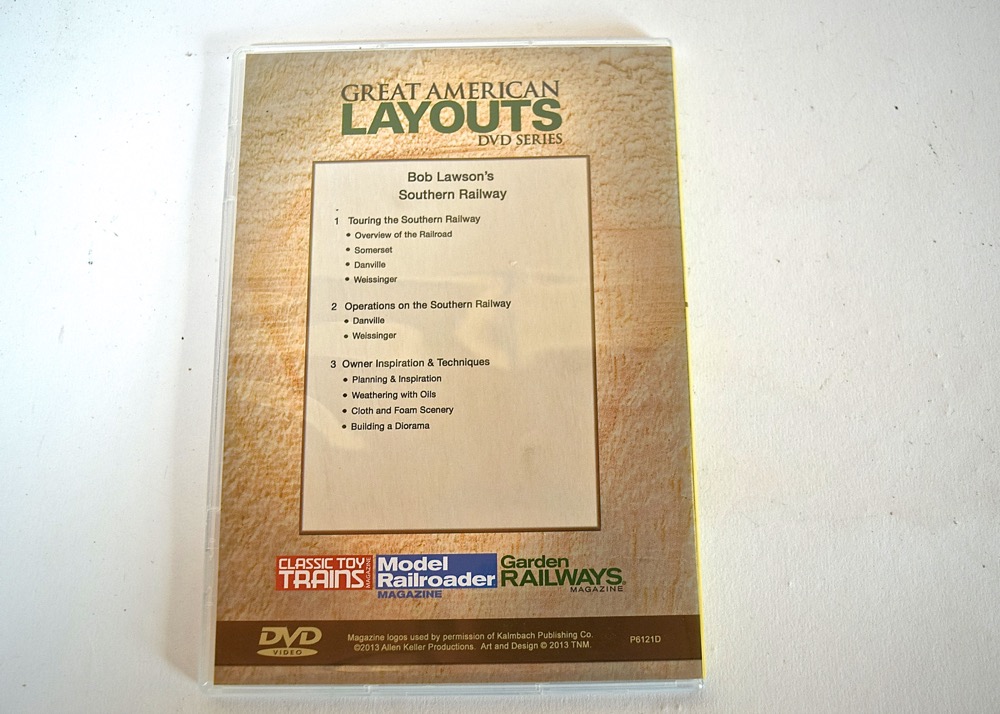 GREAT AMERICAN
LAYOUTS
DVD SERIES
Bob Lawson's
Southern Railway
1 Touring the Southern Railway
• Overview of the Railroad
• Somerset
• Danville
• Weissinger
2 Operations on the Southern Railway
• Danville
• Weissinger
3 Owner Inspiration & Techniques
• Planning & Inspiration
• Weathering with Oils
• Cloth and Foam Scenery
• Building a Diorama
CLASSIC TOY
TRAINS
MAGAZINE
Model
Railroader
MAGAZINE
Garden
RAILWAYS
MAGAZINE
DVD
VIDEO
Magazine logos used by permission of Kalmbach Publishing Co.
©2013 Allen Keller Productions. Art and Design © 2013 TNM.
P6121D